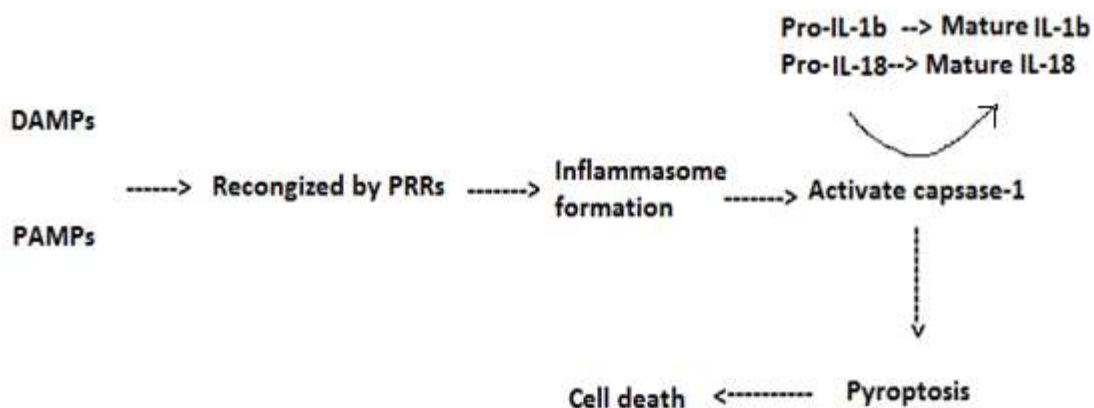 Pro-IL-1b --> Mature IL-1b
Pro-IL-18--> Mature IL-18
DAMPs
------> Recongized by PRRs -------> Inflammasome
formation -------> Activate capsase-1
PAMPs
Cell death <---------- Pyroptosis